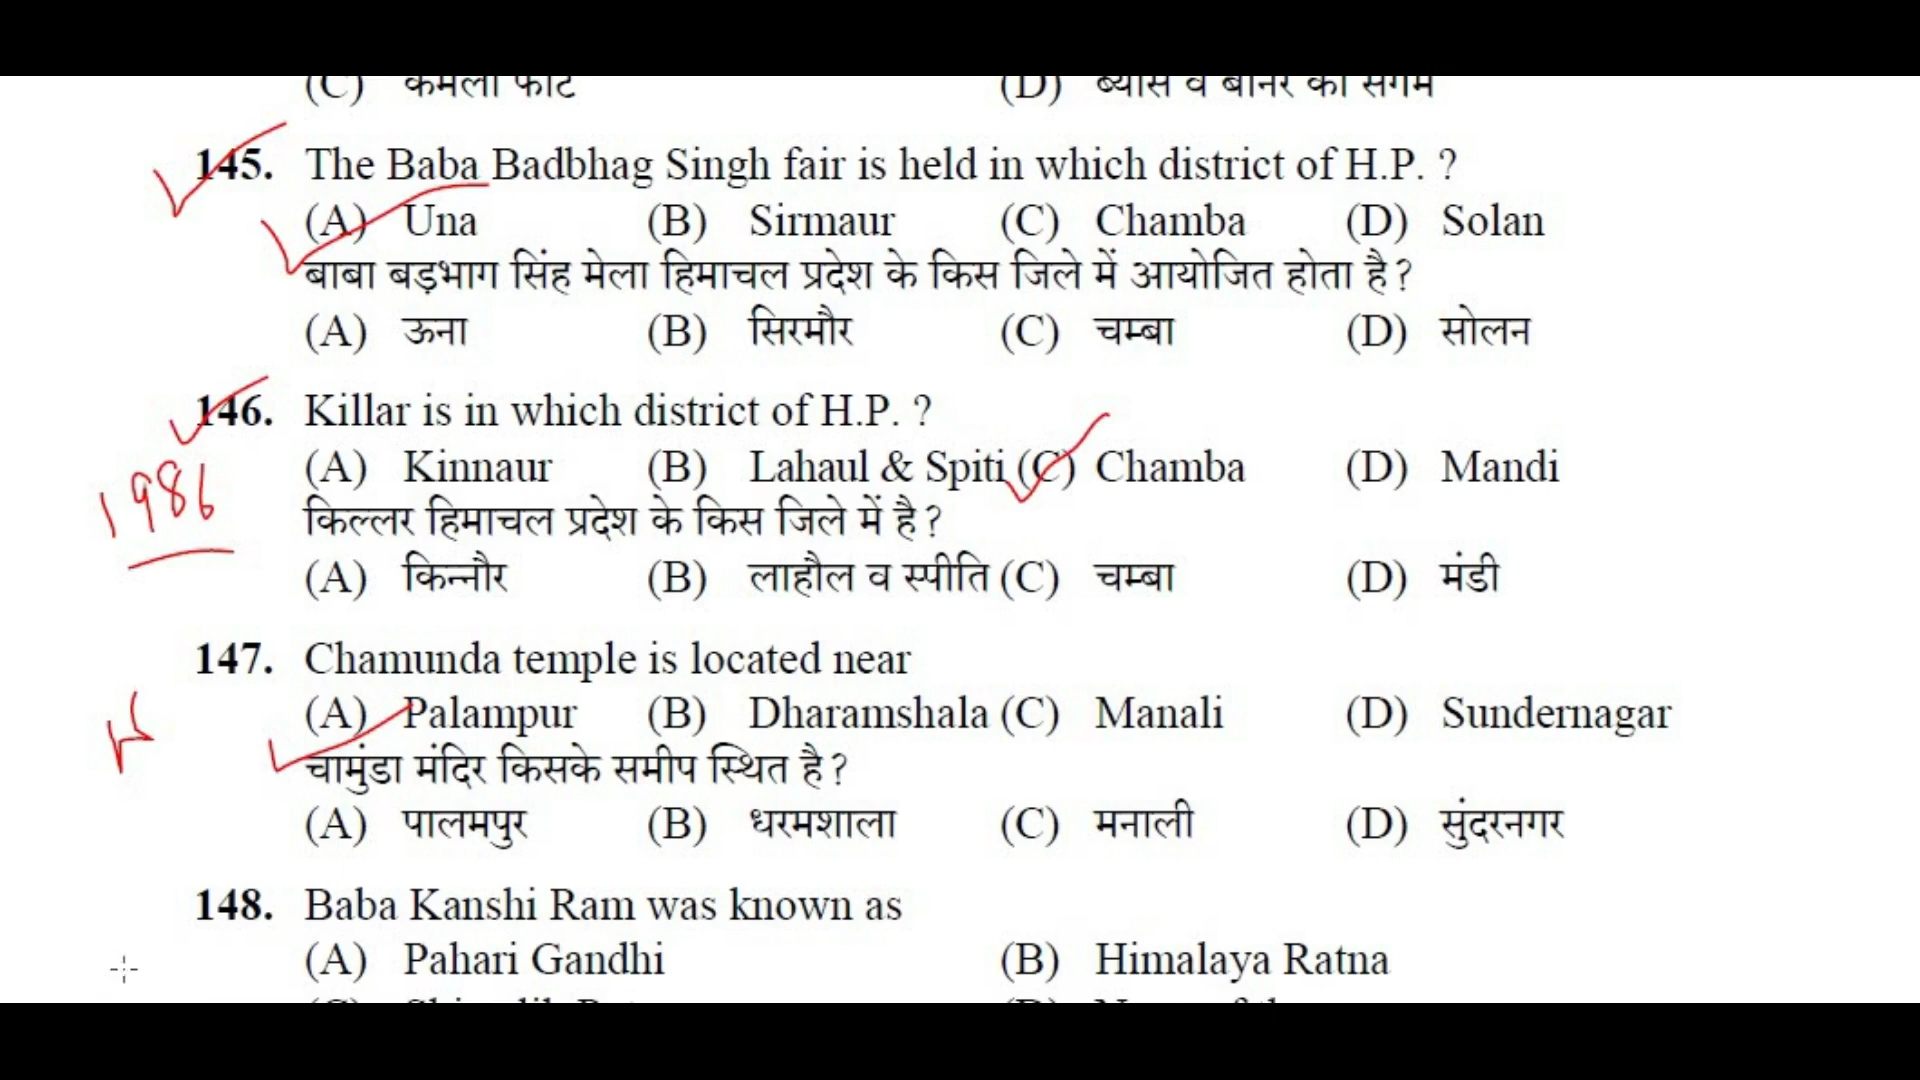 (C) कमला फोर्ट (D) ब्यास व बानेर का संगम
145. The Baba Badbhag Singh fair is held in which district of H.P. ?
(A) Una (B) Sirmaur (C) Chamba (D) Solan
बाबा बड़भाग सिंह मेला हिमाचल प्रदेश के किस जिले में आयोजित होता है ?
(A) ऊना (B) सिरमौर (C) चम्बा (D) सोलन
146. Killar is in which district of H.P. ?
(A) Kinnaur (B) Lahaul & Spiti (C) Chamba (D) Mandi
1986
किल्लर हिमाचल प्रदेश के किस जिले में है ?
(A) किन्नौर (B) लाहौल व स्पीति (C) चम्बा (D) मंडी
147. Chamunda temple is located near
(A) Palampur (B) Dharamshala (C) Manali (D) Sundernagar
चामुंडा मंदिर किसके समीप स्थित है ?
(A) पालमपुर (B) धरमशाला (C) मनाली (D) सुंदरनगर
148. Baba Kanshi Ram was known as
(A) Pahari Gandhi (B) Himalaya Ratna